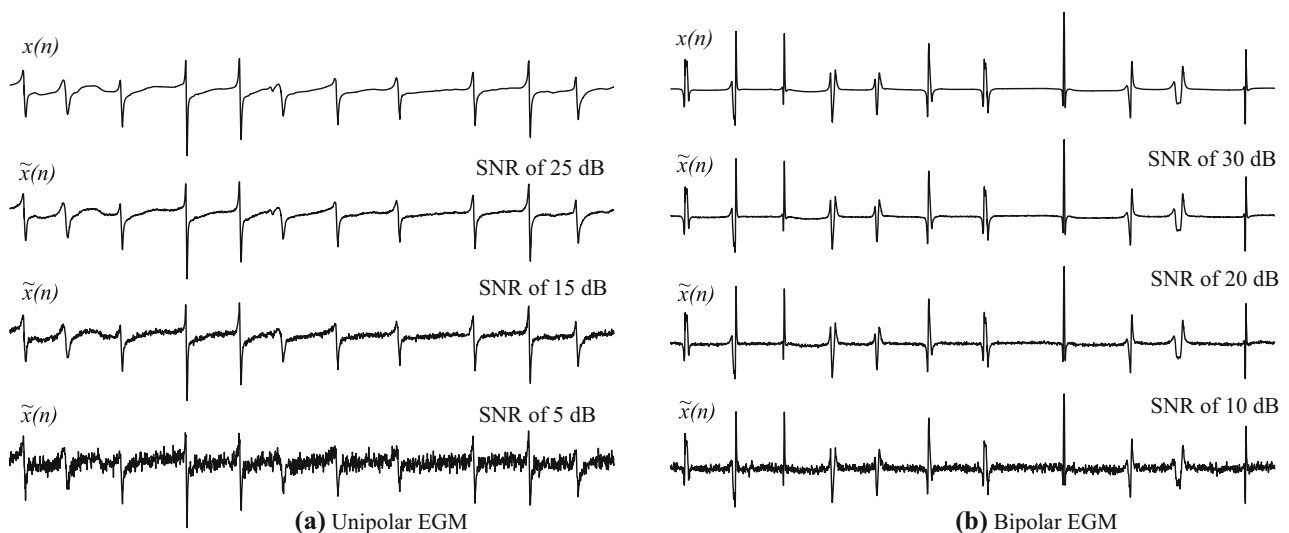 x(n)
x̃(n)
SNR of 25 dB
x̃(n)
SNR of 15 dB
x̃(n)
SNR of 5 dB
(a) Unipolar EGM
x(n)
x̃(n)
SNR of 30 dB
x̃(n)
SNR of 20 dB
x̃(n)
SNR of 10 dB
(b) Bipolar EGM